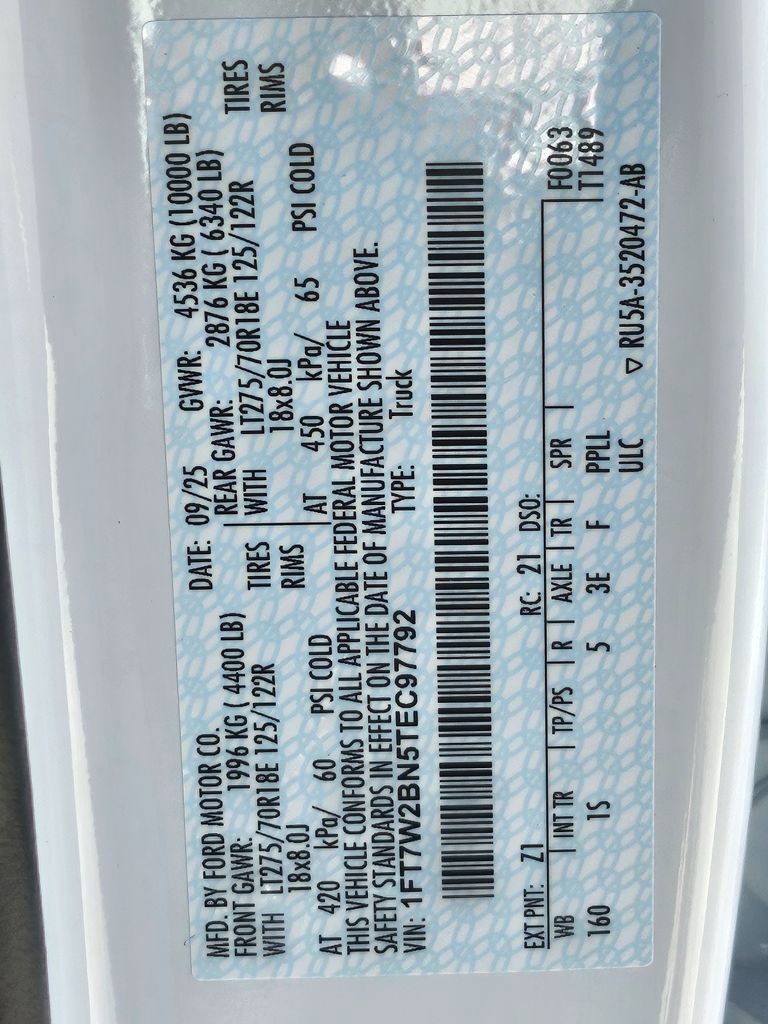 MFD. BY FORD MOTOR CO.
DATE: 09/25 GVWR: 4536 KG (10000 LB)
FRONT GAWR: 1996 KG ( 4400 LB)
REAR GAWR: 2876 KG ( 6340 LB)
WITH LT275/70R18E 125/122R TIRES
WITH LT275/70R18E 125/122R TIRES
18x8.0J RIMS
18x8.0J RIMS
AT 420 kPa/ 60 PSI COLD
AT 450 kPa/ 65 PSI COLD
THIS VEHICLE CONFORMS TO ALL APPLICABLE FEDERAL MOTOR VEHICLE
SAFETY STANDARDS IN EFFECT ON THE DATE OF MANUFACTURE SHOWN ABOVE.
VIN: 1FT7W2BN5TEC97792 TYPE: Truck
EXT PNT: Z1 RC: 21 DSO: F0063
WB INT TR TP/PS R AXLE TR SPR T1489
160 1S 5 3E F PPLL
ULC ▽ RU5A-3520472-AB